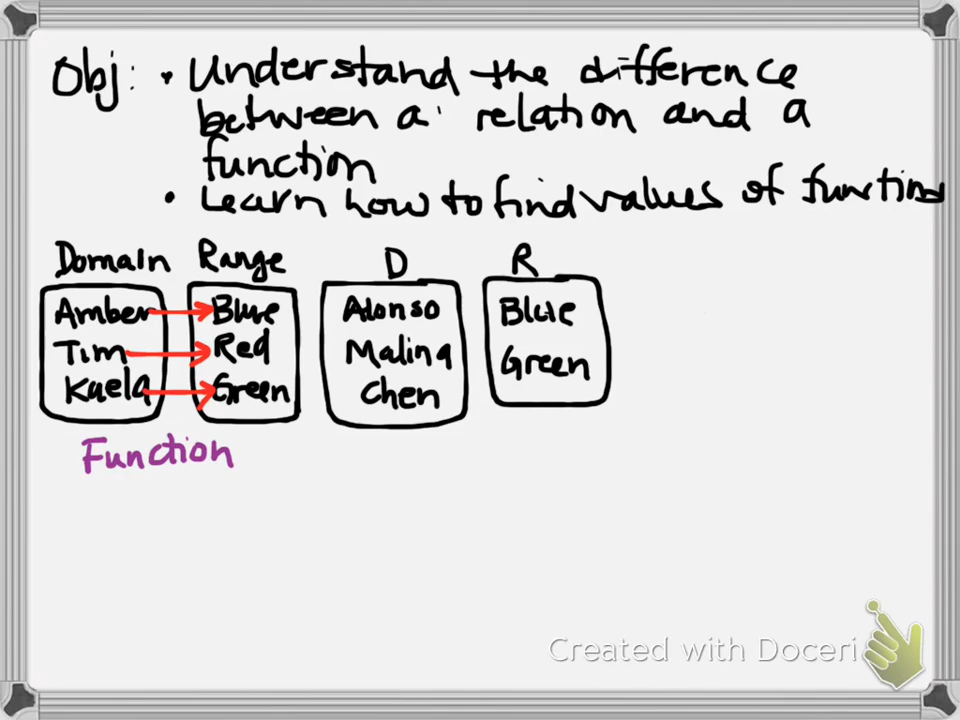 Obj: • Understand the difference
between a relation and a
function
• Learn how to find values of functions
Domain Range D R
Amber Blue Alonso Blue
Tim Red Malina Green
Kaela Green Chen
Function
Created with Doceri